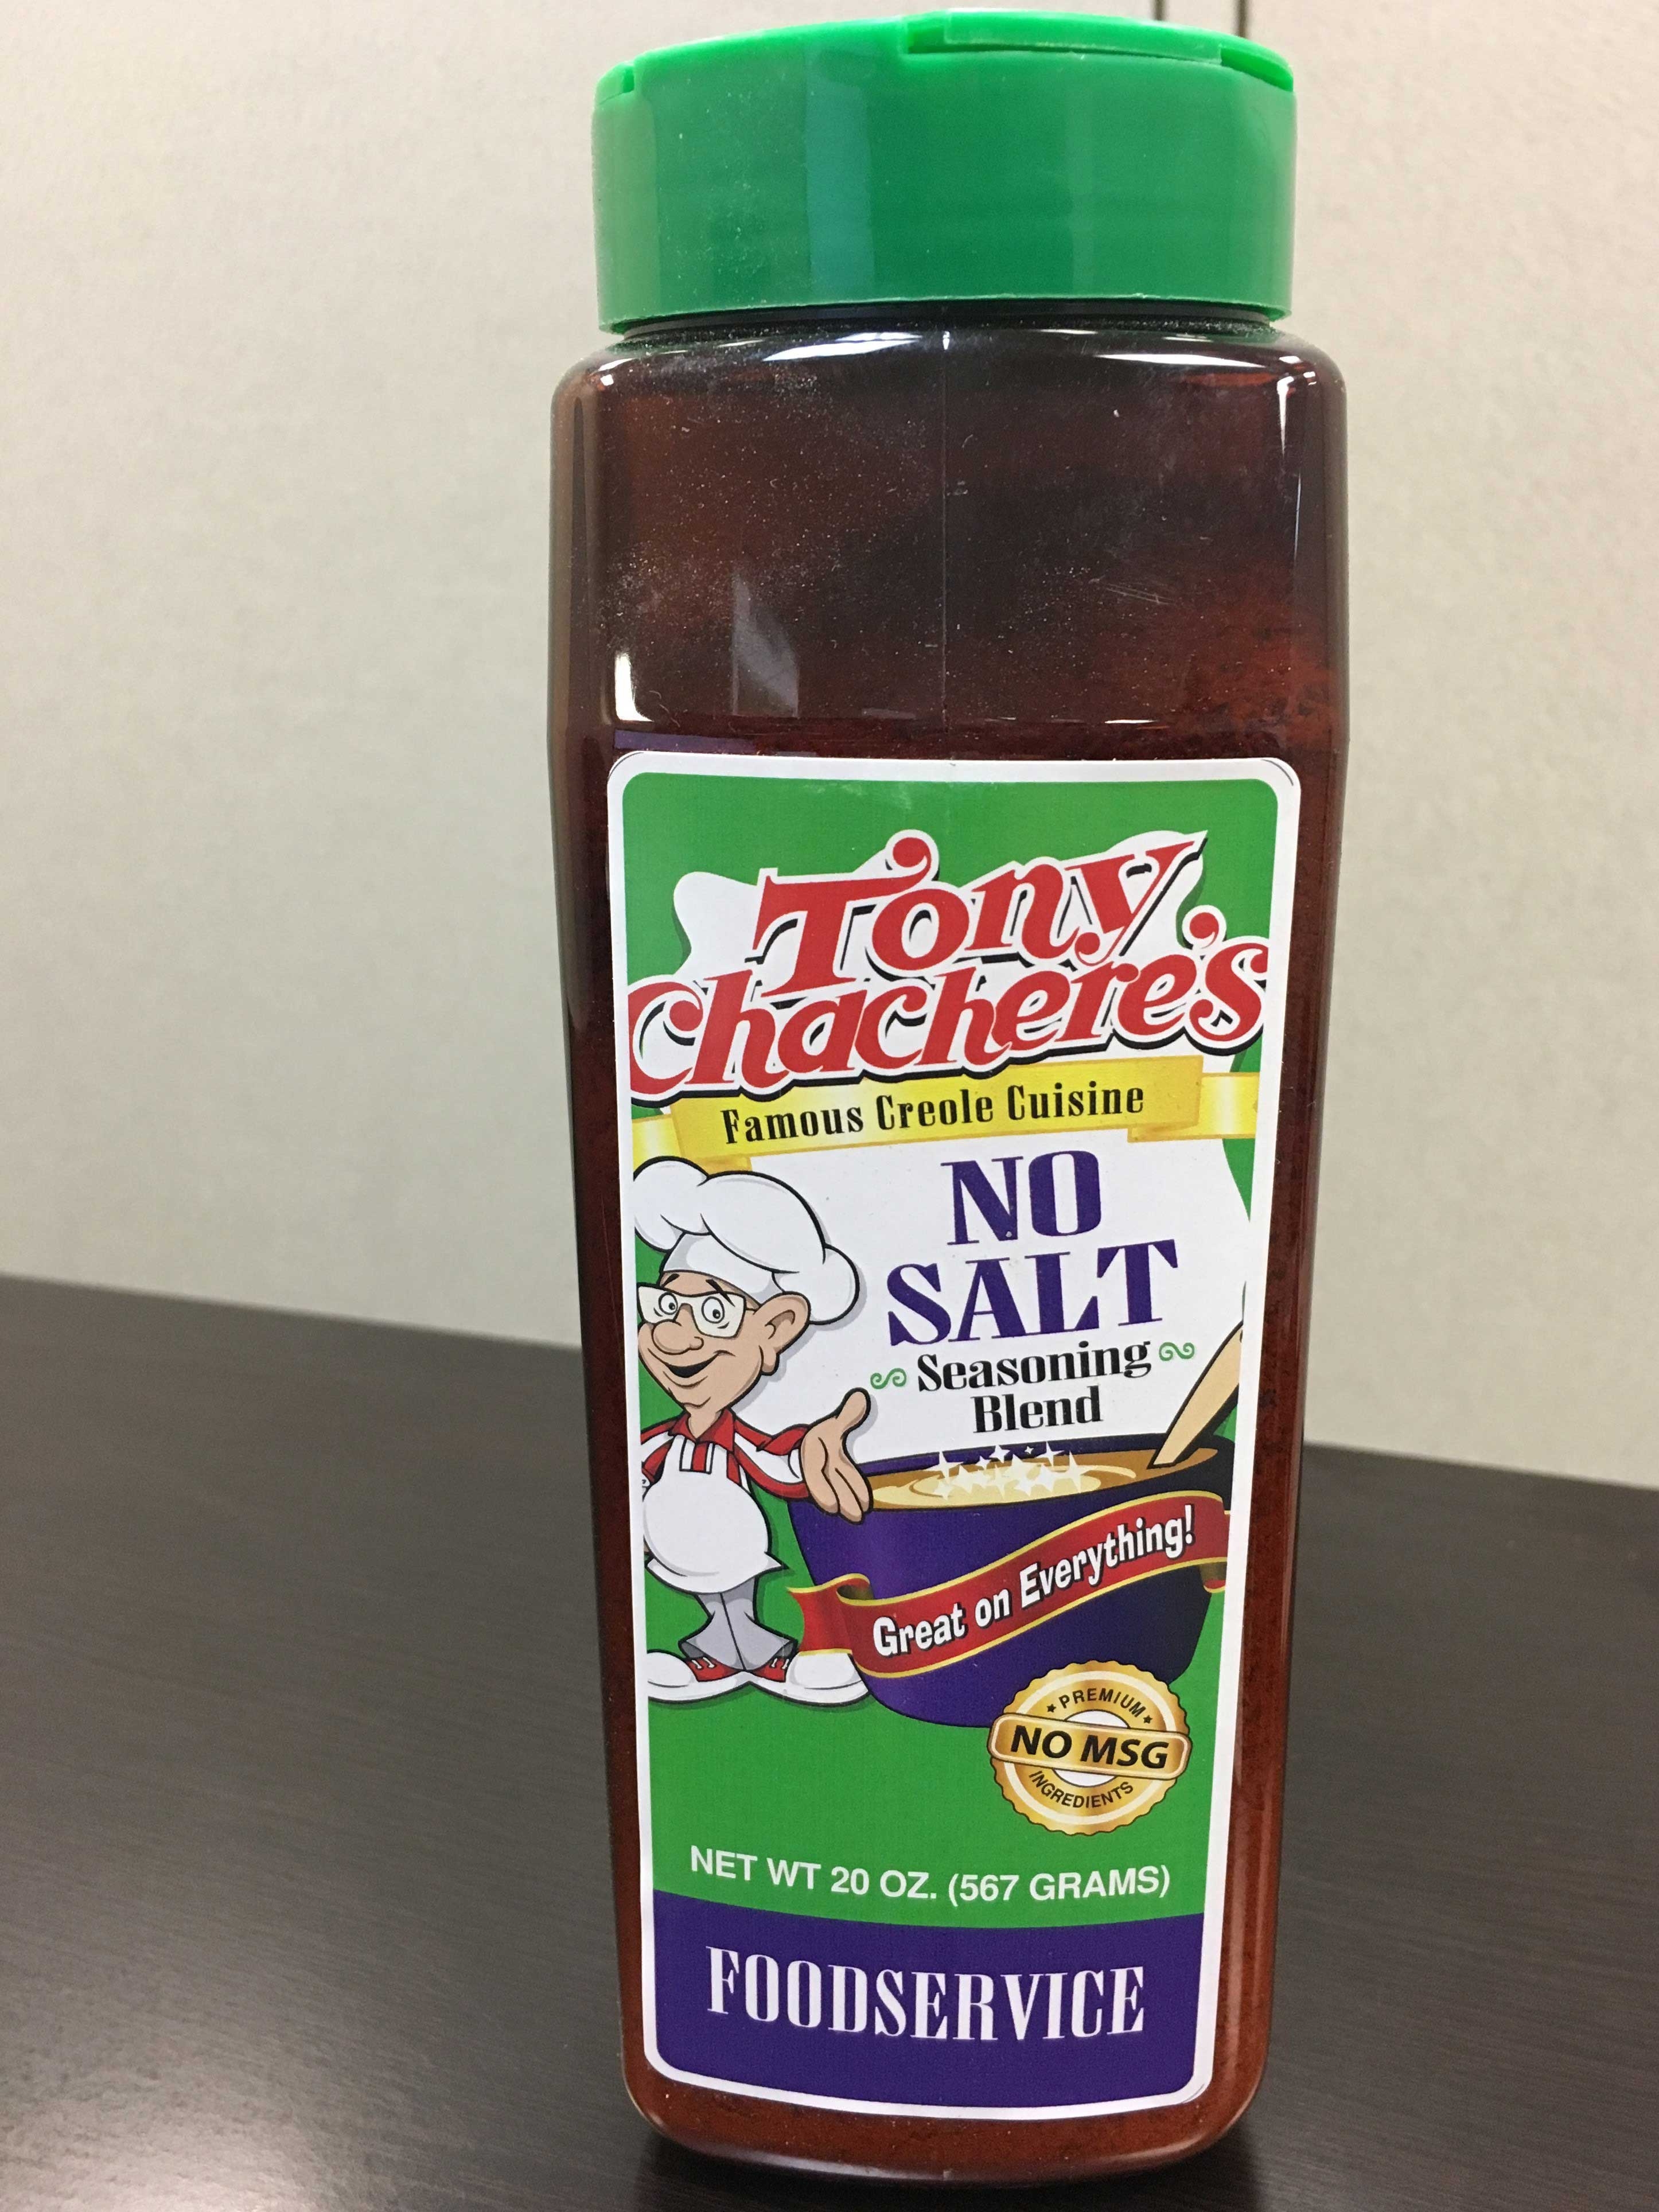 Tony
Chachere's
Famous Creole Cuisine
NO
SALT
Seasoning
Blend
Great on Everything!
PREMIUM
NO MSG
INGREDIENTS
NET WT 20 OZ. (567 GRAMS)
FOODSERVICE